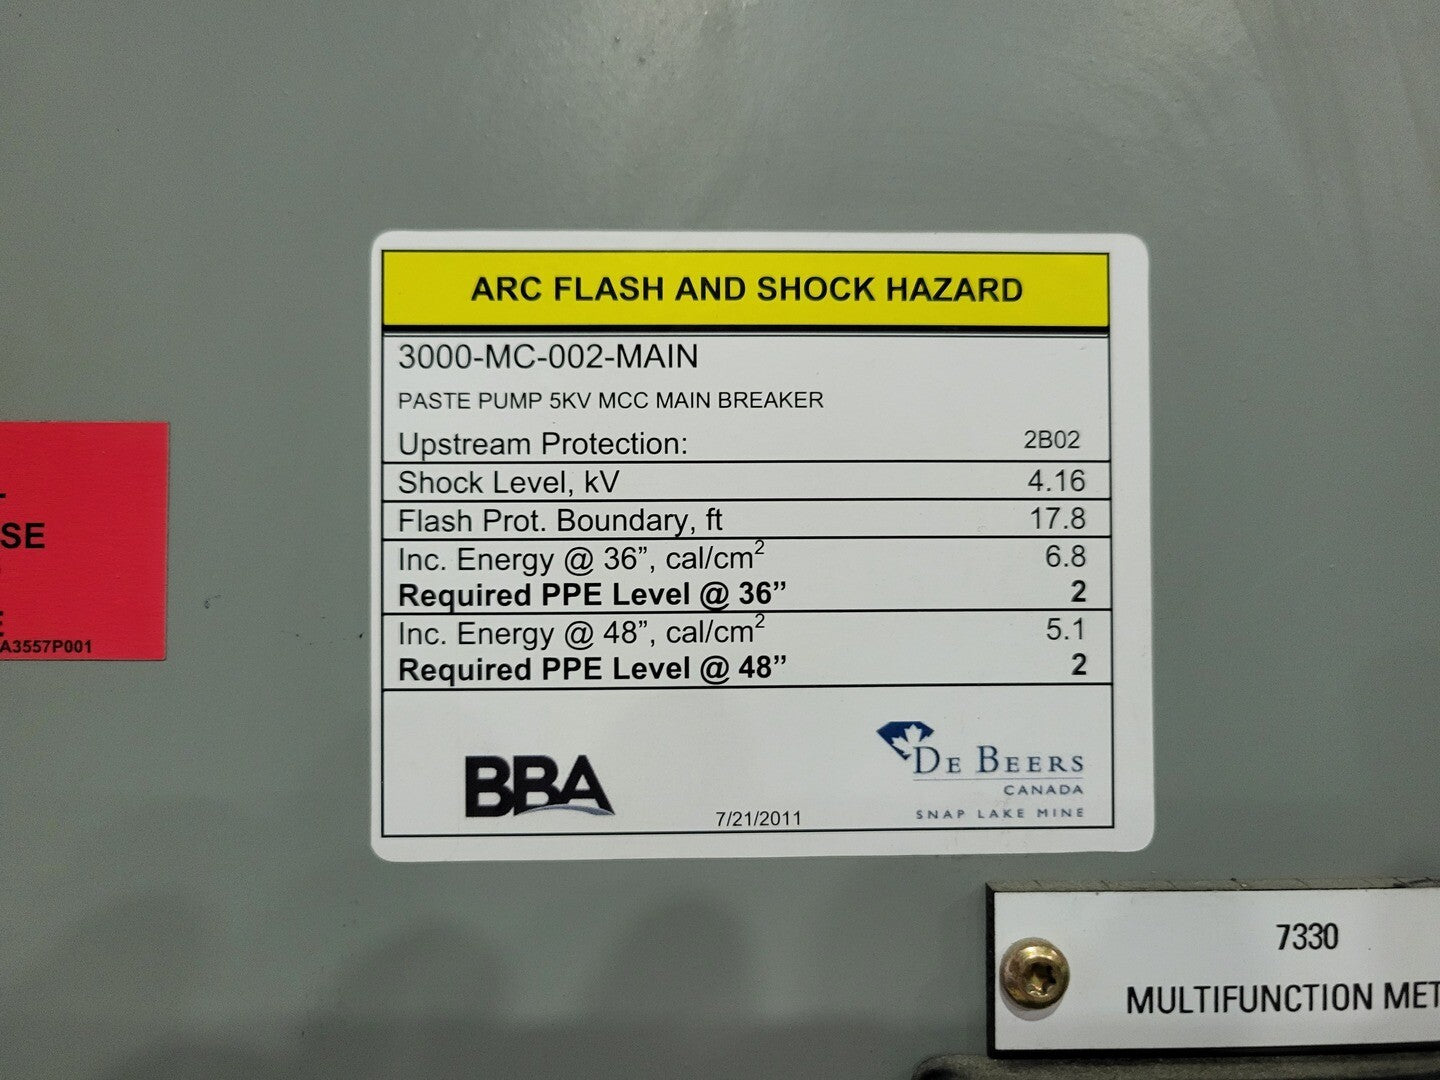 ARC FLASH AND SHOCK HAZARD
3000-MC-002-MAIN
PASTE PUMP 5KV MCC MAIN BREAKER
Upstream Protection: 2B02
Shock Level, kV 4.16
Flash Prot. Boundary, ft 17.8
Inc. Energy @ 36”, cal/cm² 6.8
Required PPE Level @ 36” 2
Inc. Energy @ 48”, cal/cm² 5.1
Required PPE Level @ 48” 2
BBA
7/21/2011
DE BEERS
CANADA
SNAP LAKE MINE
SE
A3557P001
7330
MULTIFUNCTION MET